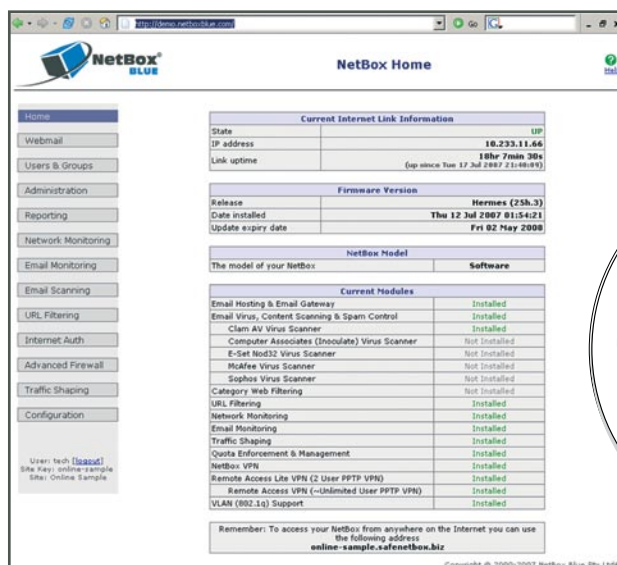 http://demo.netboxblue.com/
Go
NetBox
BLUE
NetBox Home
Help
Home
Webmail
Users & Groups
Administration
Reporting
Network Monitoring
Email Monitoring
Email Scanning
URL Filtering
Internet Auth
Advanced Firewall
Traffic Shaping
Configuration
User: tech [logout]
Site Key: online-sample
Site: Online Sample
Current Internet Link Information
State UP
IP address 10.233.11.66
Link uptime 18hr 7min 30s
(up since Tue 17 Jul 2007 21:40:09)
Firmware Version
Release Hermes (25h.3)
Date installed Thu 12 Jul 2007 01:54:21
Update expiry date Fri 02 May 2008
NetBox Model
The model of your NetBox Software
Current Modules
Email Hosting & Email Gateway Installed
Email Virus, Content Scanning & Spam Control Installed
Clam AV Virus Scanner Installed
Computer Associates (Inoculate) Virus Scanner Not Installed
E-Set Nod32 Virus Scanner Not Installed
McAfee Virus Scanner Not Installed
Sophos Virus Scanner Not Installed
Category Web Filtering Not Installed
URL Filtering Installed
Network Monitoring Installed
Email Monitoring Installed
Traffic Shaping Installed
Quota Enforcement & Management Installed
NetBox VPN Installed
Remote Access Lite VPN (2 User PPTP VPN) Installed
Remote Access VPN (~Unlimited User PPTP VPN) Installed
VLAN (802.1q) Support Installed
Remember: To access your NetBox from anywhere on the Internet you can use
the following address
online-sample.safenetbox.biz
Copyright © 2000-2007 NetBox Blue Pty Ltd